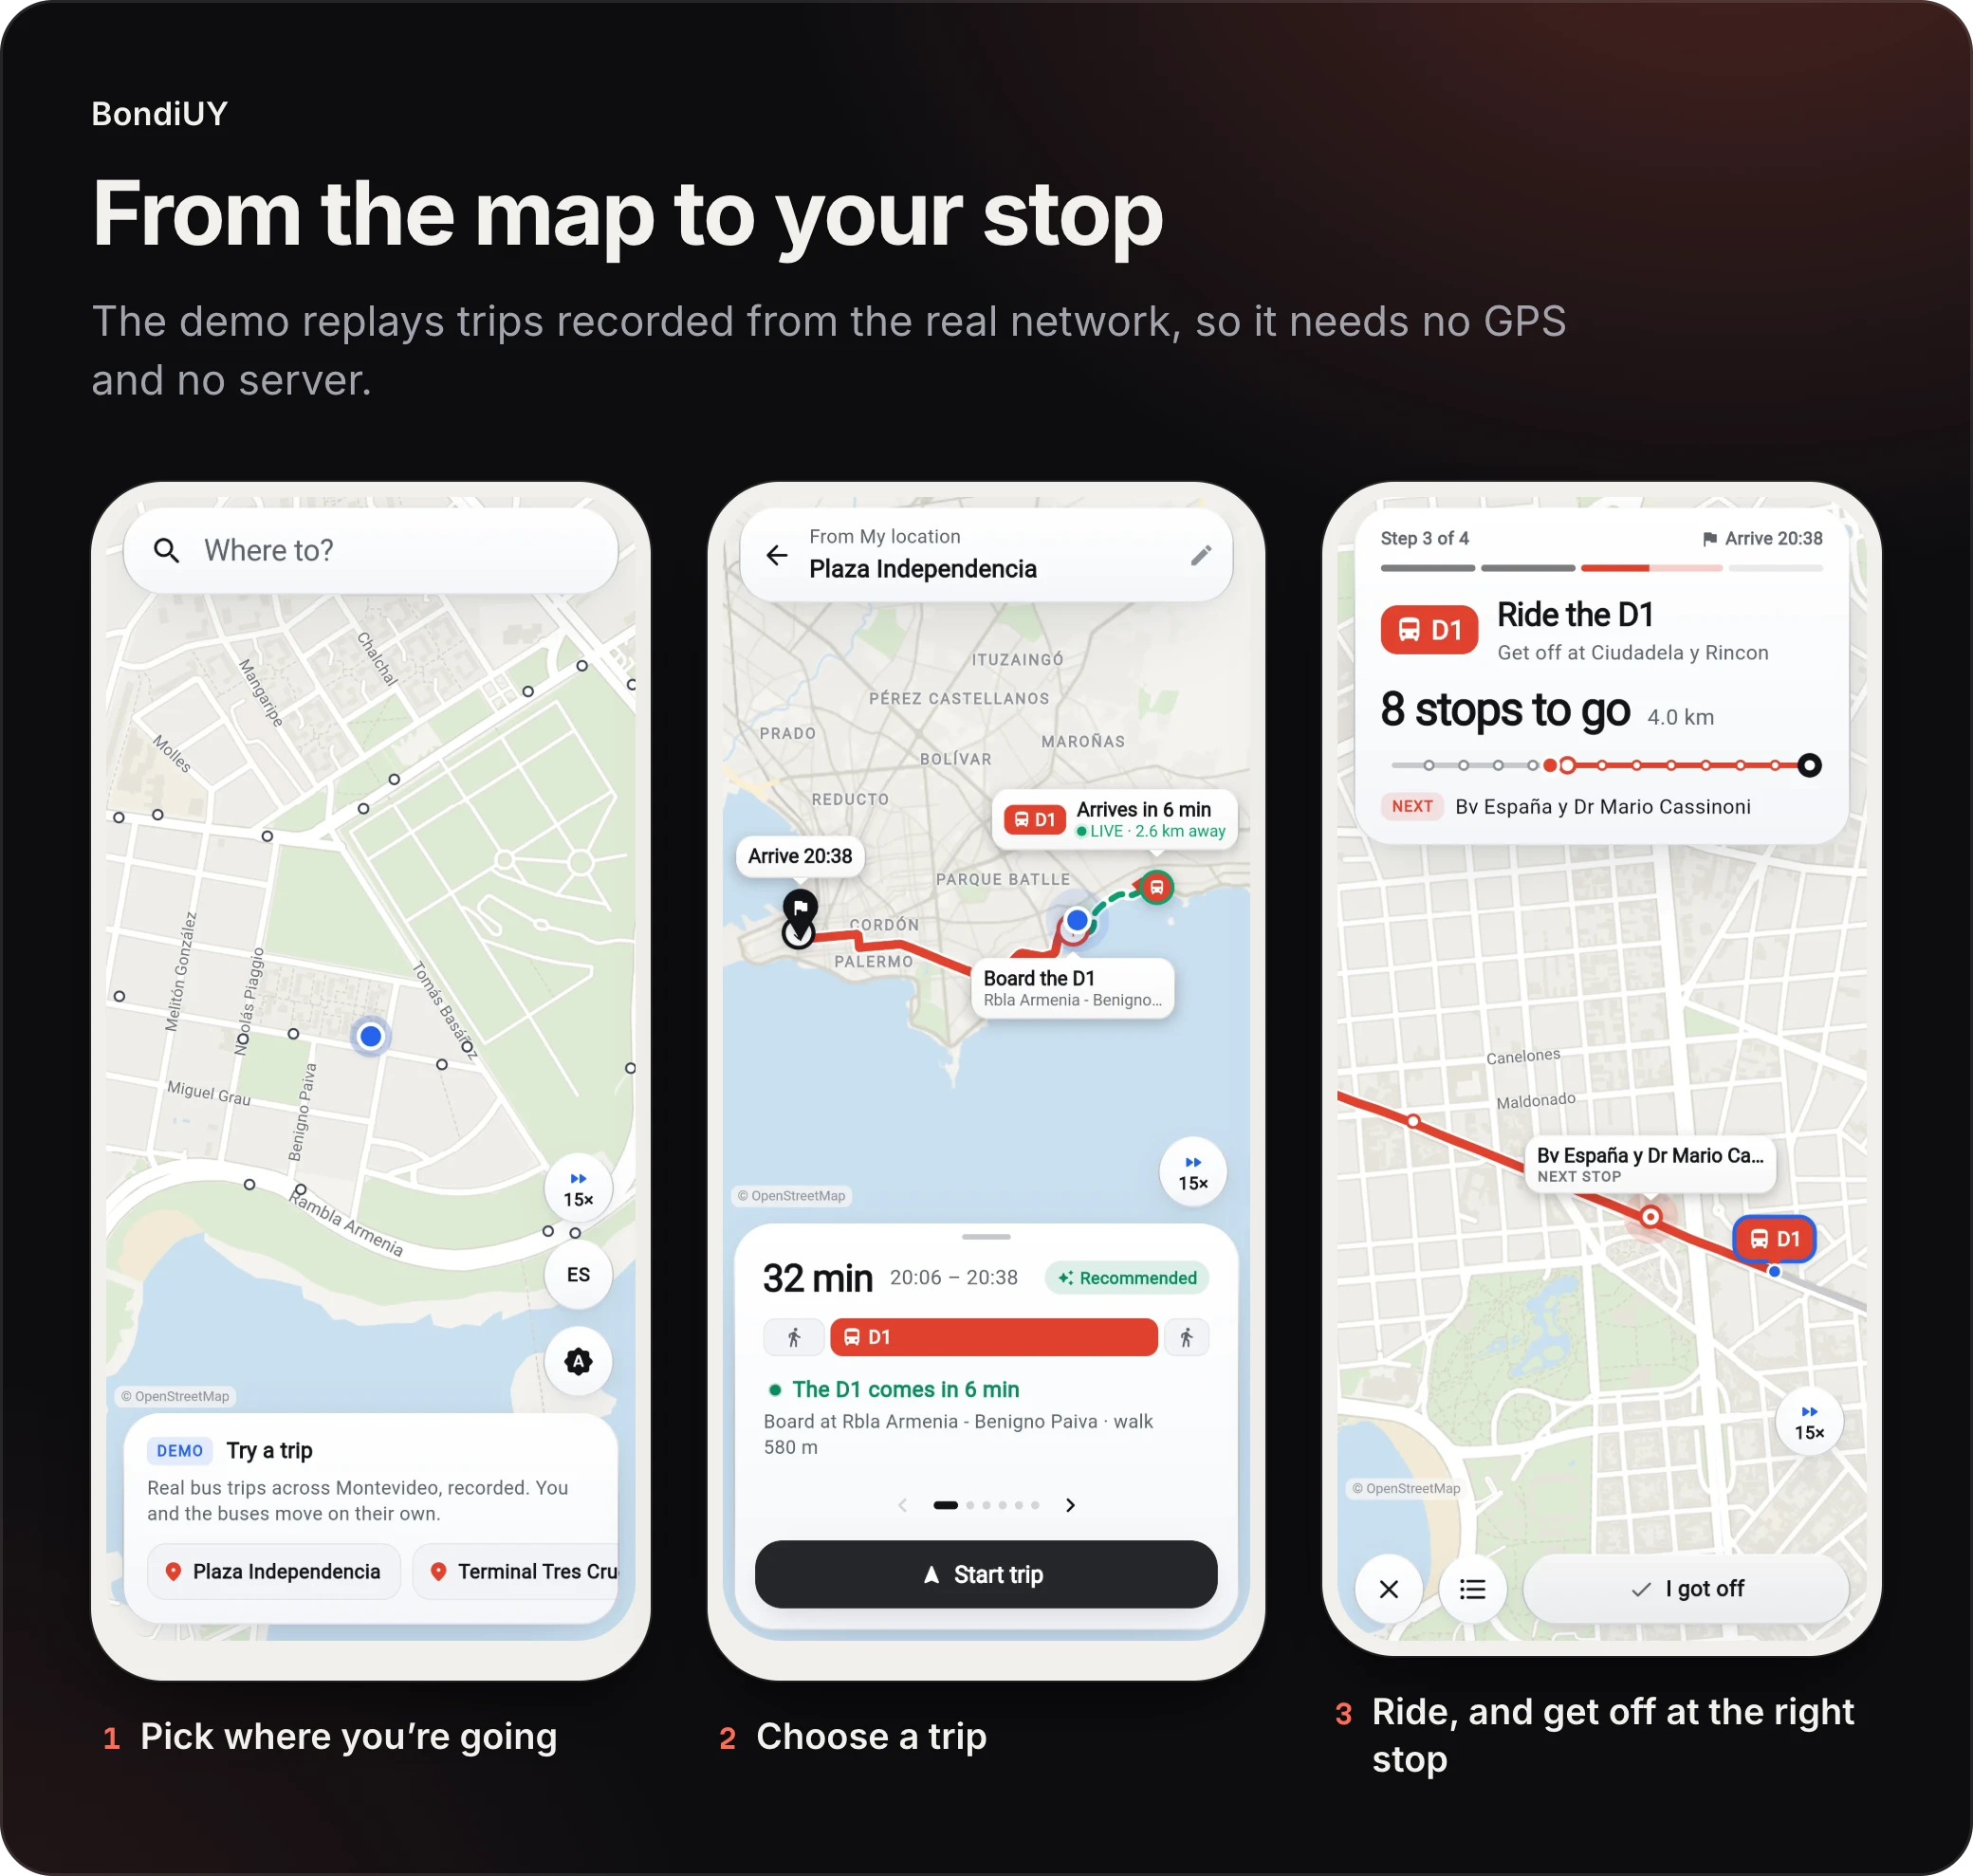 BondiUY
From the map to your stop
The demo replays trips recorded from the real network, so it needs no GPS
and no server.
Where to?
Chalchal
Mangaripe
Molles
Melitón González
Nicolás Piaggio
Tomás Basáñez
Miguel Grau
Benigno Paiva
Rambla Armenia
15×
ES
A
© OpenStreetMap
DEMO Try a trip
Real bus trips across Montevideo, recorded. You
and the buses move on their own.
Plaza Independencia
Terminal Tres Cru
1 Pick where you’re going
From My location
Plaza Independencia
ITUZAINGÓ
PÉREZ CASTELLANOS
PRADO
MAROÑAS
BOLÍVAR
REDUCTO
D1 Arrives in 6 min
LIVE · 2.6 km away
Arrive 20:38
PARQUE BATLLE
CORDÓN
PALERMO
Board the D1
Rbla Armenia - Benigno...
15×
© OpenStreetMap
32 min 20:06 – 20:38 Recommended
D1
The D1 comes in 6 min
Board at Rbla Armenia - Benigno Paiva · walk
580 m
Start trip
2 Choose a trip
Step 3 of 4 Arrive 20:38
D1 Ride the D1
Get off at Ciudadela y Rincon
8 stops to go 4.0 km
NEXT Bv España y Dr Mario Cassinoni
Canelones
Maldonado
Bv España y Dr Mario Ca...
NEXT STOP
D1
15×
© OpenStreetMap
I got off
3 Ride, and get off at the right
stop